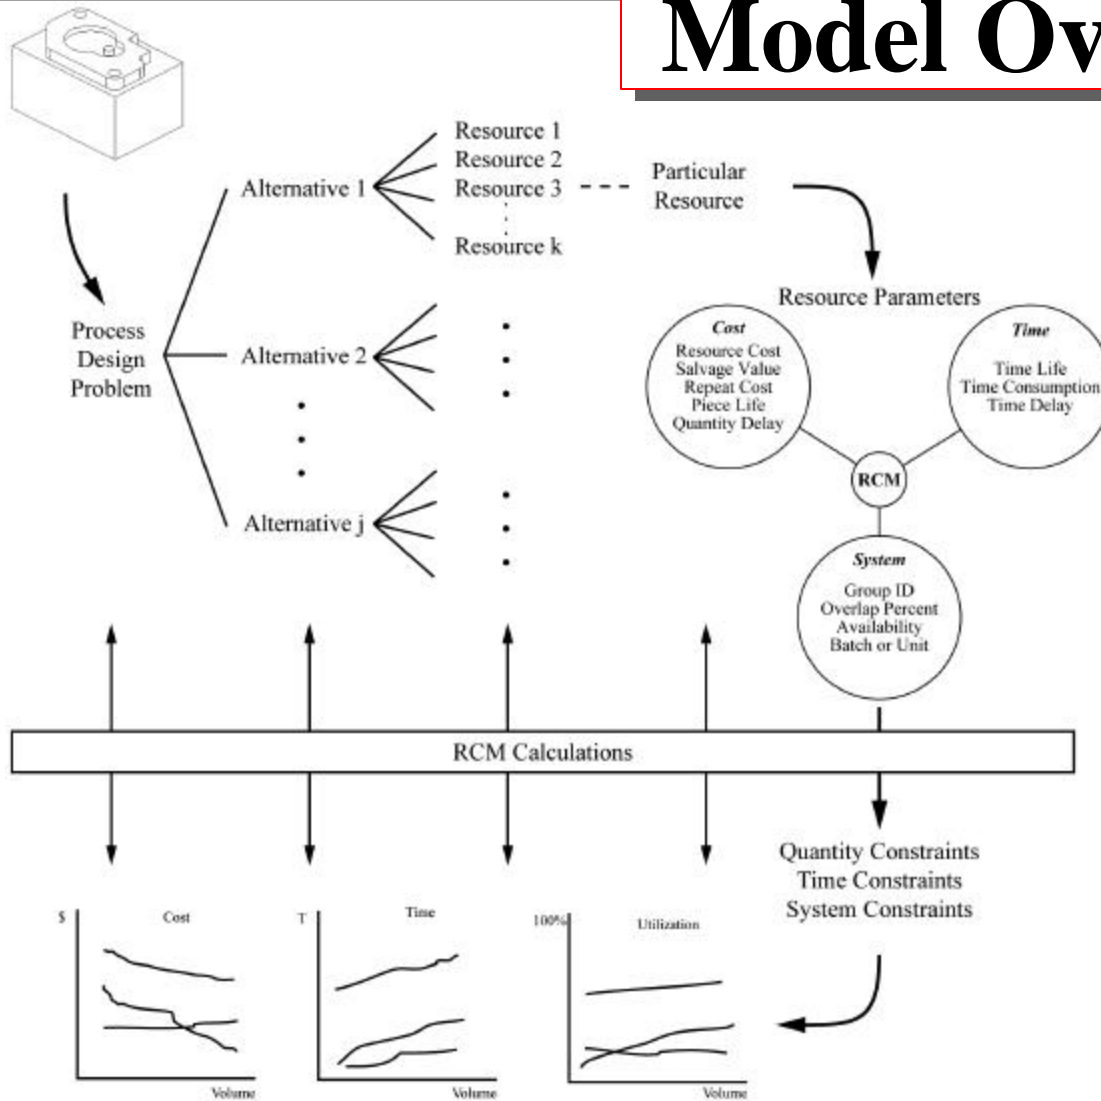 Model Ov
Resource 1
Resource 2
Alternative 1
Resource 3
Particular
Resource
Resource k
Resource Parameters
Process
Design
Problem
Alternative 2
Alternative j
Cost
Resource Cost
Salvage Value
Repeat Cost
Piece Life
Quantity Delay
Time
Time Life
Time Consumption
Time Delay
RCM
System
Group ID
Overlap Percent
Availability
Batch or Unit
RCM Calculations
Quantity Constraints
Time Constraints
System Constraints
$
Cost
Volume
T
Time
Volume
100%
Utilization
Volume